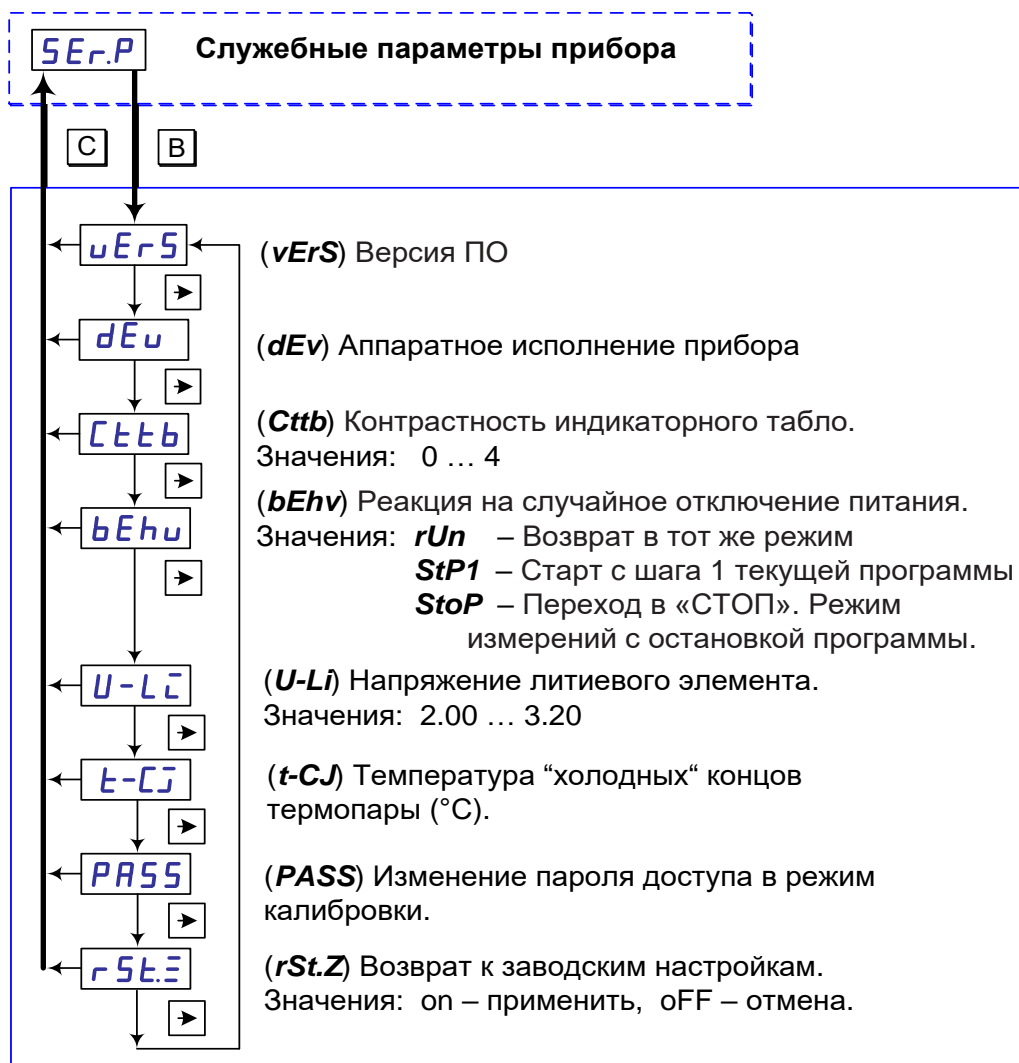 SEr.P Служебные параметры прибора
C B
vErS (vErS) Версия ПО
dEv (dEv) Аппаратное исполнение прибора
Cttb (Cttb) Контрастность индикаторного табло.
Значения: 0 … 4
bEhv (bEhv) Реакция на случайное отключение питания.
Значения: rUn – Возврат в тот же режим
StP1 – Старт с шага 1 текущей программы
StoP – Переход в «СТОП». Режим
измерений с остановкой программы.
U-Li (U-Li) Напряжение литиевого элемента.
Значения: 2.00 … 3.20
t-CJ (t-CJ) Температура “холодных“ концов
термопары (°C).
PASS (PASS) Изменение пароля доступа в режим
калибровки.
rSt.Z (rSt.Z) Возврат к заводским настройкам.
Значения: on – применить, oFF – отмена.